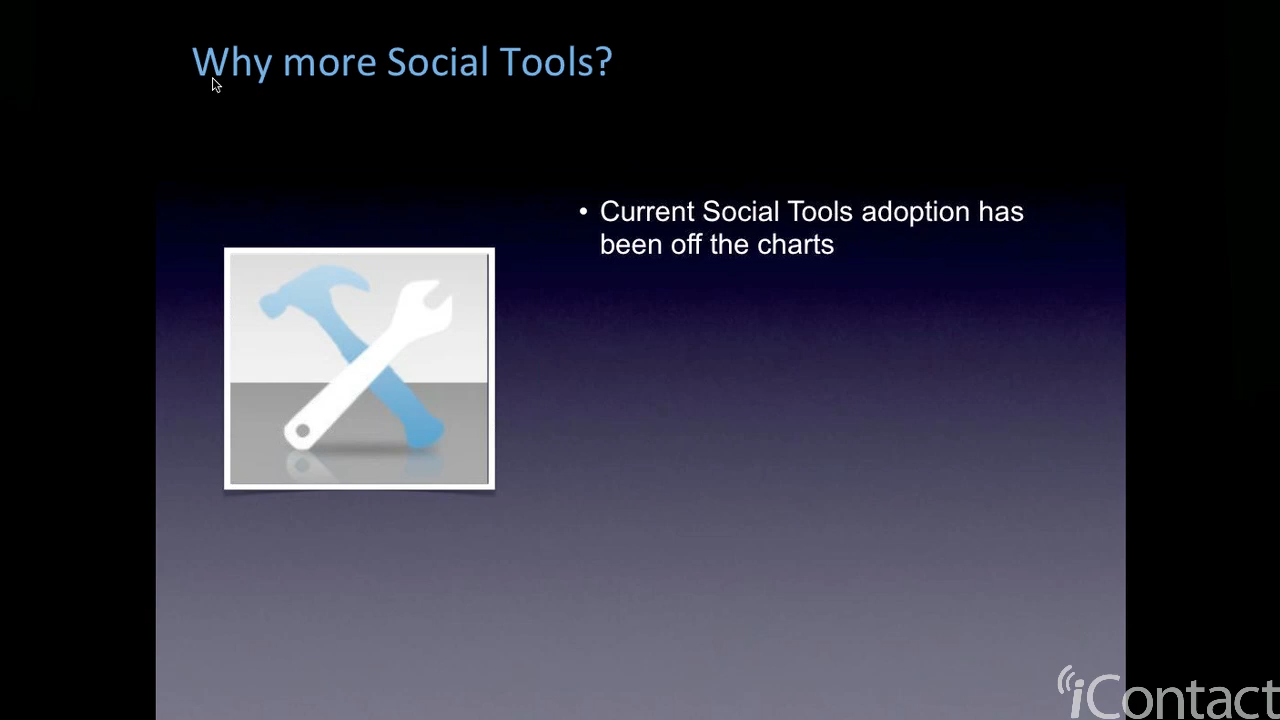 Why more Social Tools?
• Current Social Tools adoption has
been off the charts
iContact